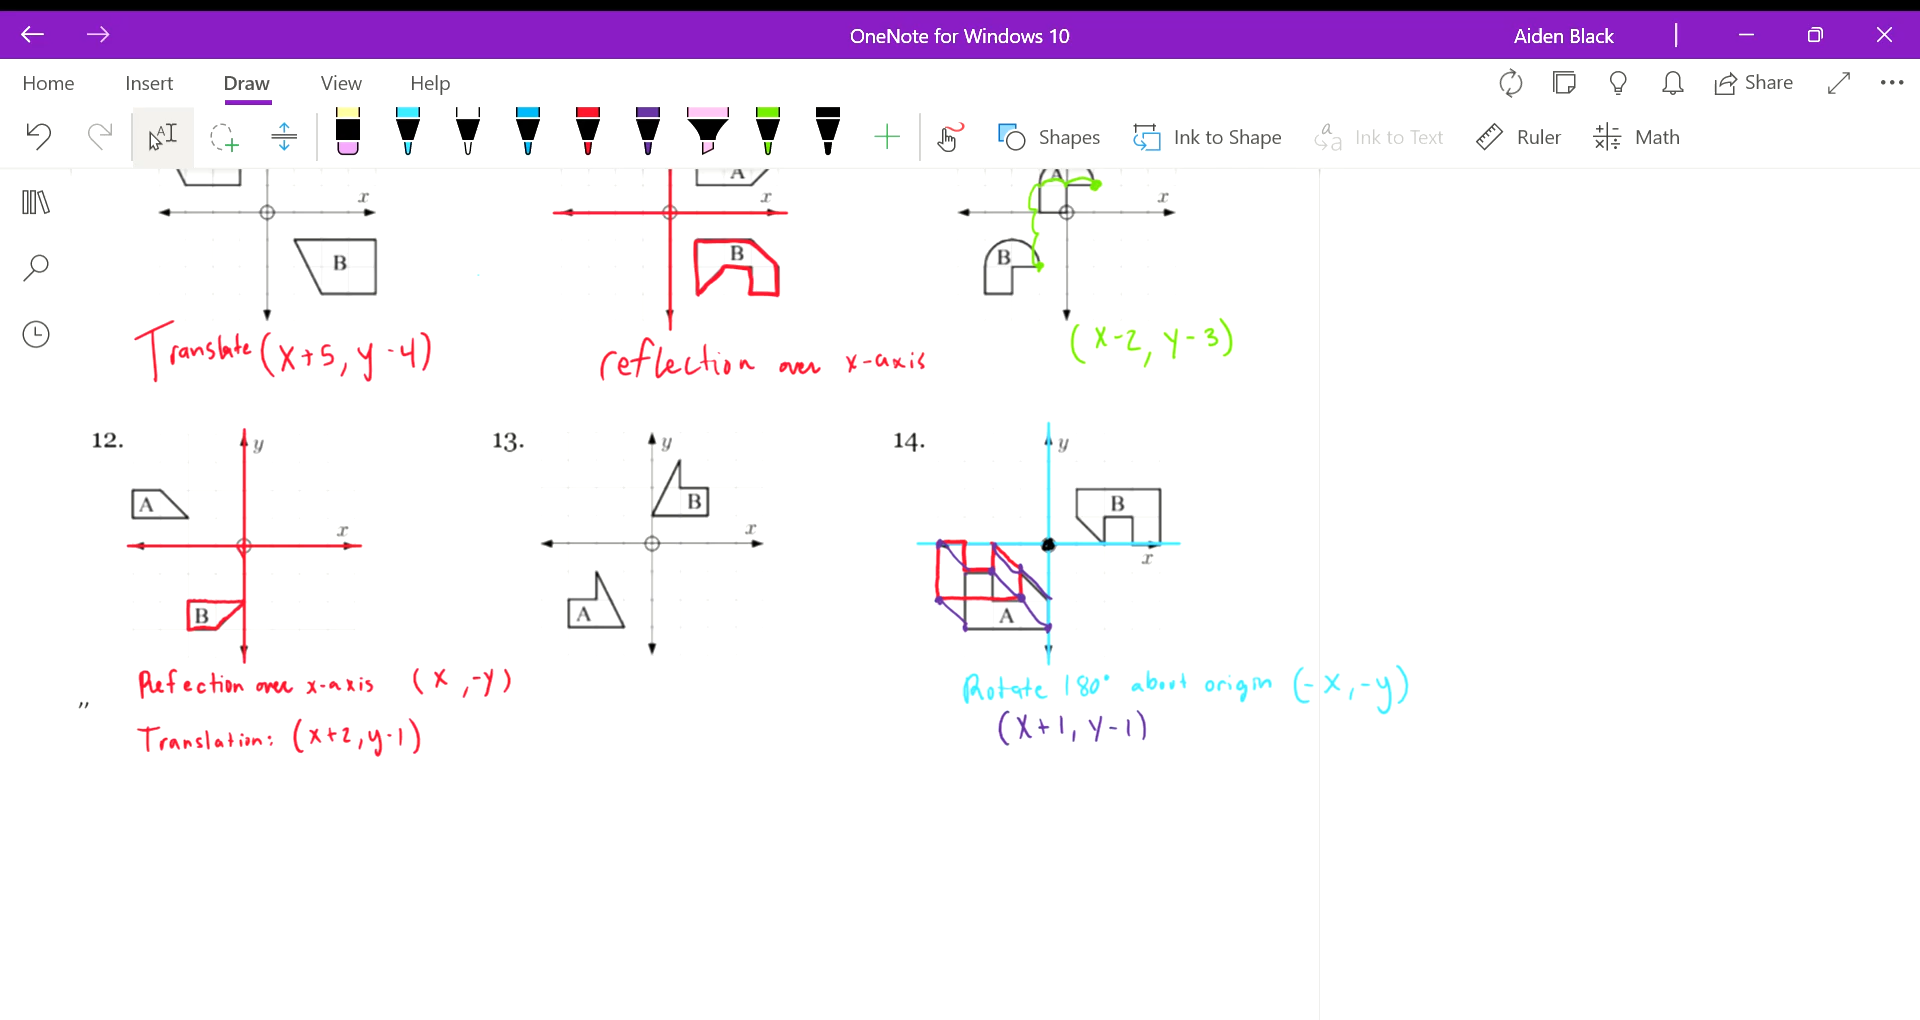 OneNote for Windows 10
Aiden Black
Home Insert Draw View Help
Share
Shapes Ink to Shape Ink to Text Ruler Math
A
A
x x x
B B B
Translate (x+5, y-4)
reflection over x-axis
(x-2, y-3)
12. y 13. y 14. y
A B B
x x x
B A A
Refection over x-axis (x, -y)
Translation: (x+2, y-1)
Rotate 180° about origin (-x, -y)
(x+1, y-1)
"